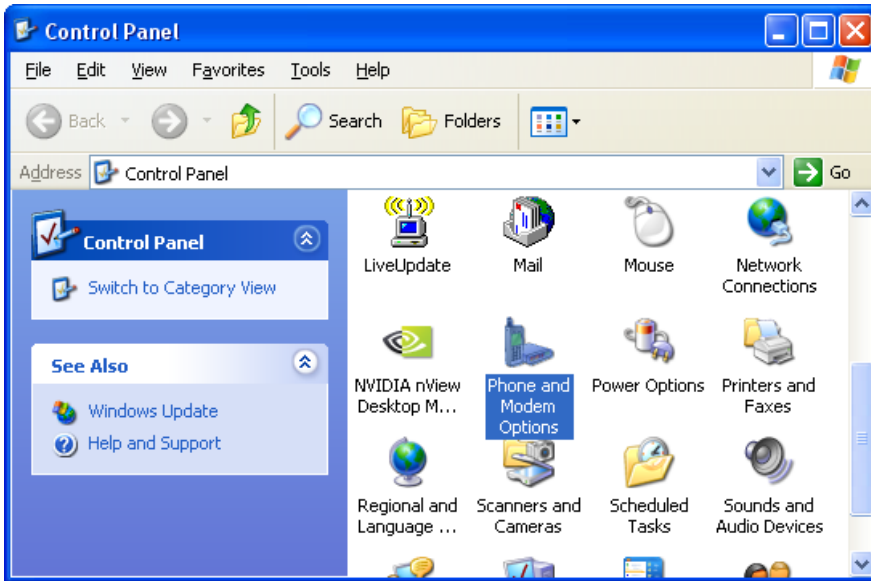 Control Panel
File Edit View Favorites Tools Help
Back Search Folders
Address Control Panel Go
Control Panel
Switch to Category View
See Also
Windows Update
Help and Support
LiveUpdate Mail Mouse Network
Connections
NVIDIA nView Phone and Power Options Printers and
Desktop M... Modem Faxes
Options
Regional and Scanners and Scheduled Sounds and
Language ... Cameras Tasks Audio Devices